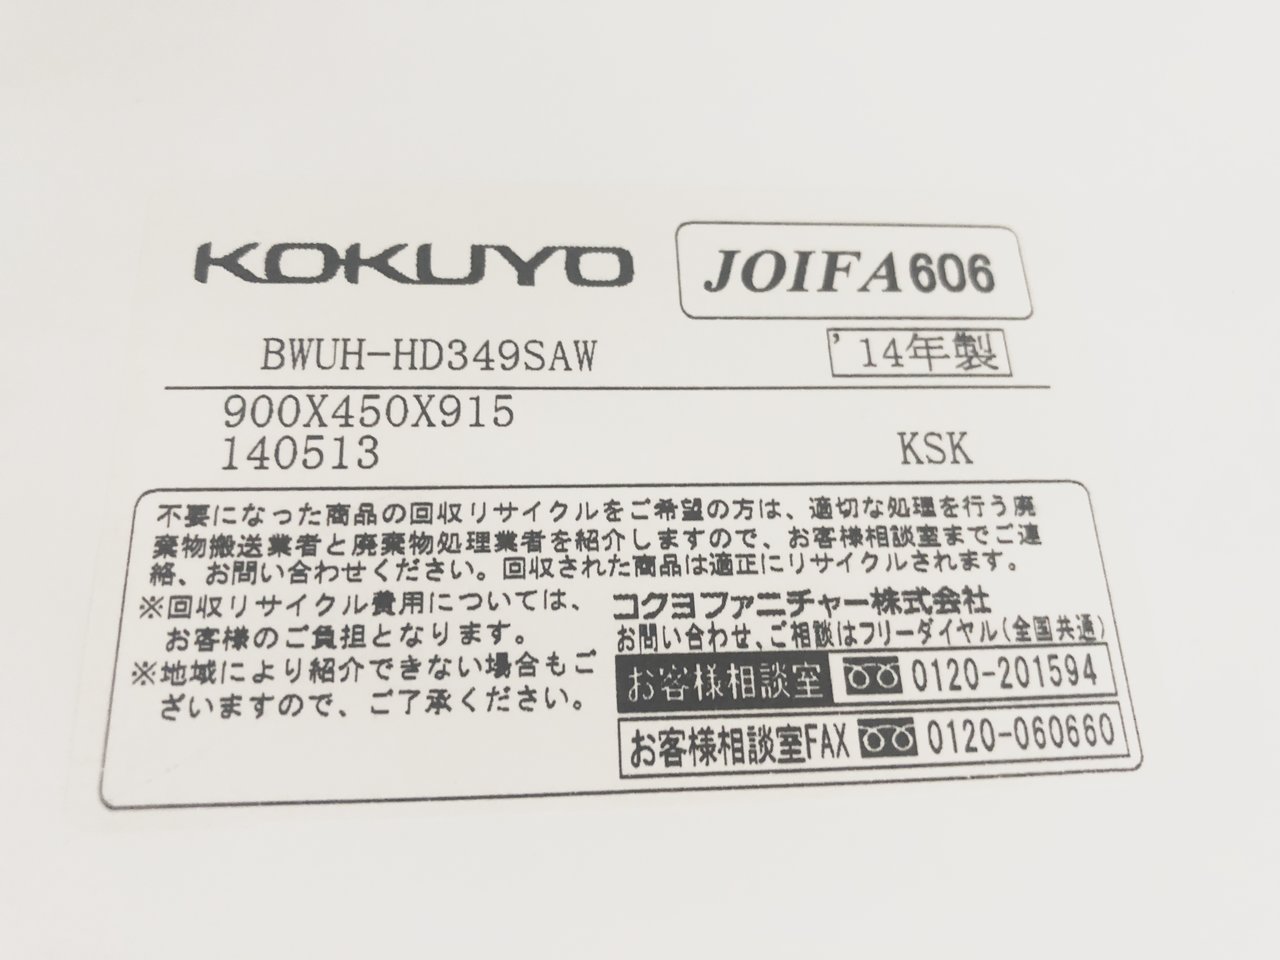 KOKUYO
JOIFA606
BWUH-HD349SAW
'14年製
900X450X915
140513
KSK
不要になった商品の回収リサイクルをご希望の方は、適切な処理を行う廃
棄物搬送業者と廃棄物処理業者を紹介しますので、お客様相談室までご連
絡、お問い合わせください。回収された商品は適正にリサイクルされます。
※回収リサイクル費用については、
お客様のご負担となります。
※地域により紹介できない場合もご
ざいますので、ご了承ください。
コクヨファニチャー株式会社
お問い合わせ、ご相談はフリーダイヤル(全国共通)
お客様相談室 0120-201594
お客様相談室FAX 0120-060660